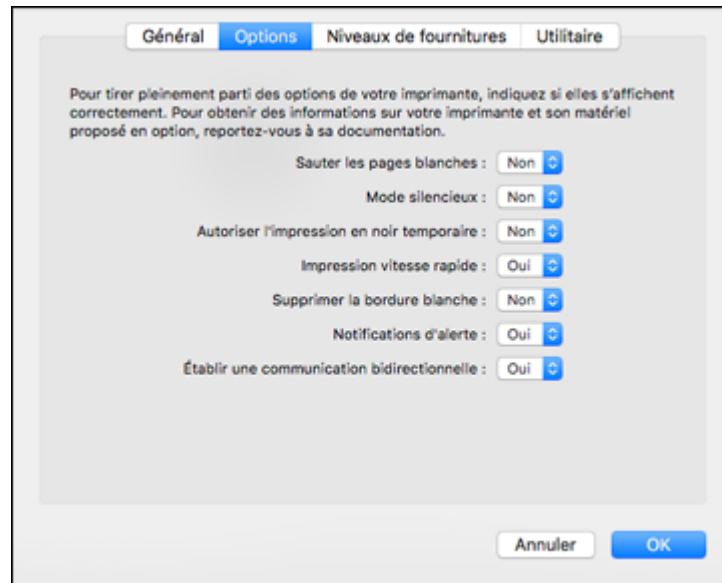 Général Options Niveaux de fournitures Utilitaire
Pour tirer pleinement parti des options de votre imprimante, indiquez si elles s'affichent
correctement. Pour obtenir des informations sur votre imprimante et son matériel
proposé en option, reportez-vous à sa documentation.
Sauter les pages blanches : Non
Mode silencieux : Non
Autoriser l'impression en noir temporaire : Non
Impression vitesse rapide : Oui
Supprimer la bordure blanche : Non
Notifications d'alerte : Oui
Établir une communication bidirectionnelle : Oui
Annuler OK